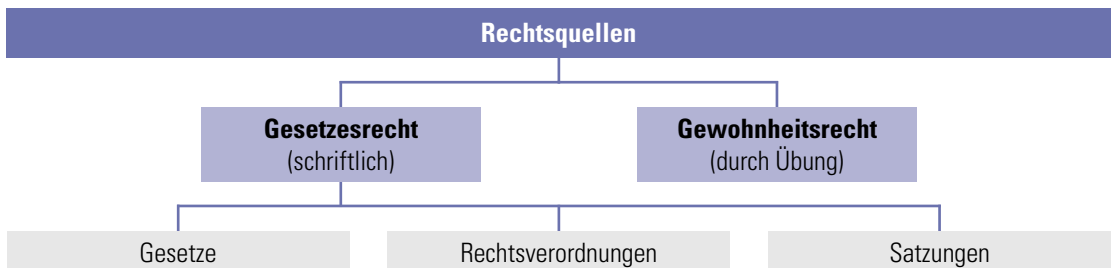 Rechtsquellen
Gesetzesrecht
(schriftlich)
Gewohnheitsrecht
(durch Übung)
Gesetze
Rechtsverordnungen
Satzungen